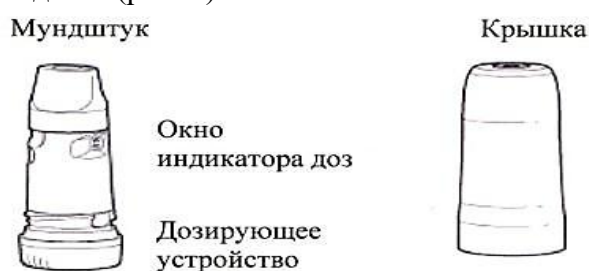 Мундштук
Крышка
Окно
индикатора доз
Дозирующее
устройство